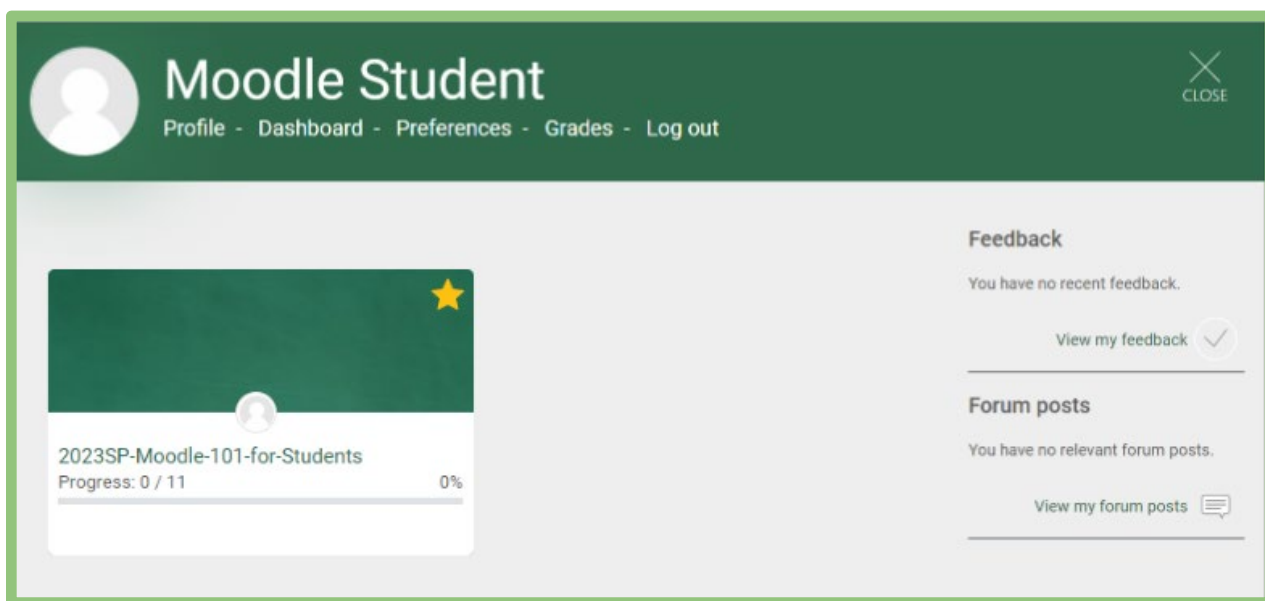 Moodle Student
CLOSE
Profile - Dashboard - Preferences - Grades - Log out
2023SP-Moodle-101-for-Students
Progress: 0 / 11 0%
Feedback
You have no recent feedback.
View my feedback
Forum posts
You have no relevant forum posts.
View my forum posts